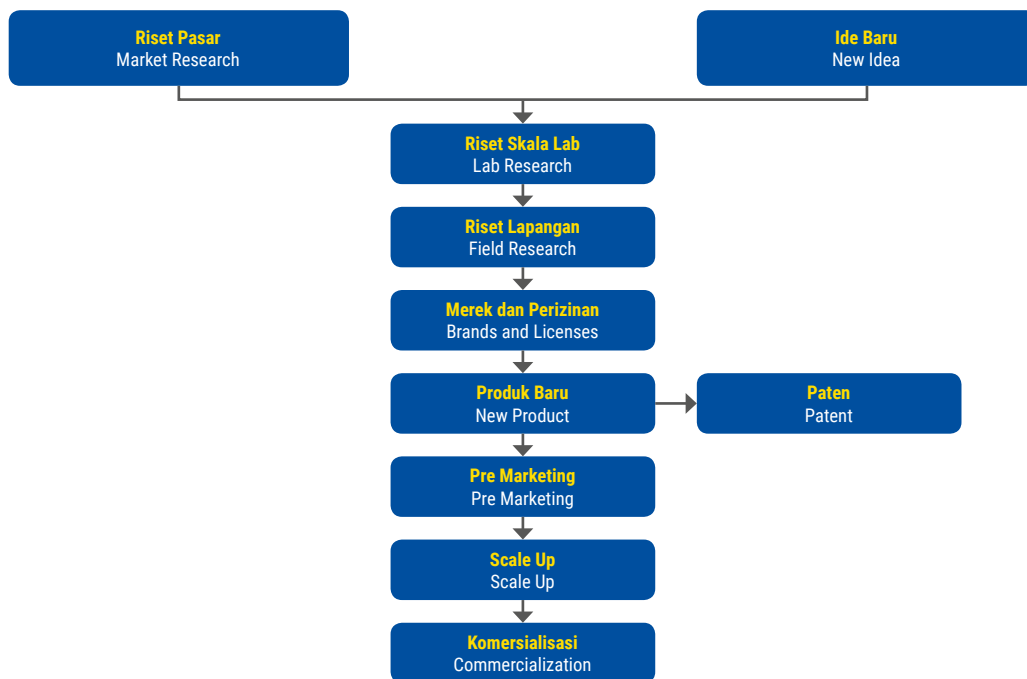 Riset Pasar
Market Research
Ide Baru
New Idea
Riset Skala Lab
Lab Research
Riset Lapangan
Field Research
Merek dan Perizinan
Brands and Licenses
Produk Baru
New Product
Paten
Patent
Pre Marketing
Pre Marketing
Scale Up
Scale Up
Komersialisasi
Commercialization